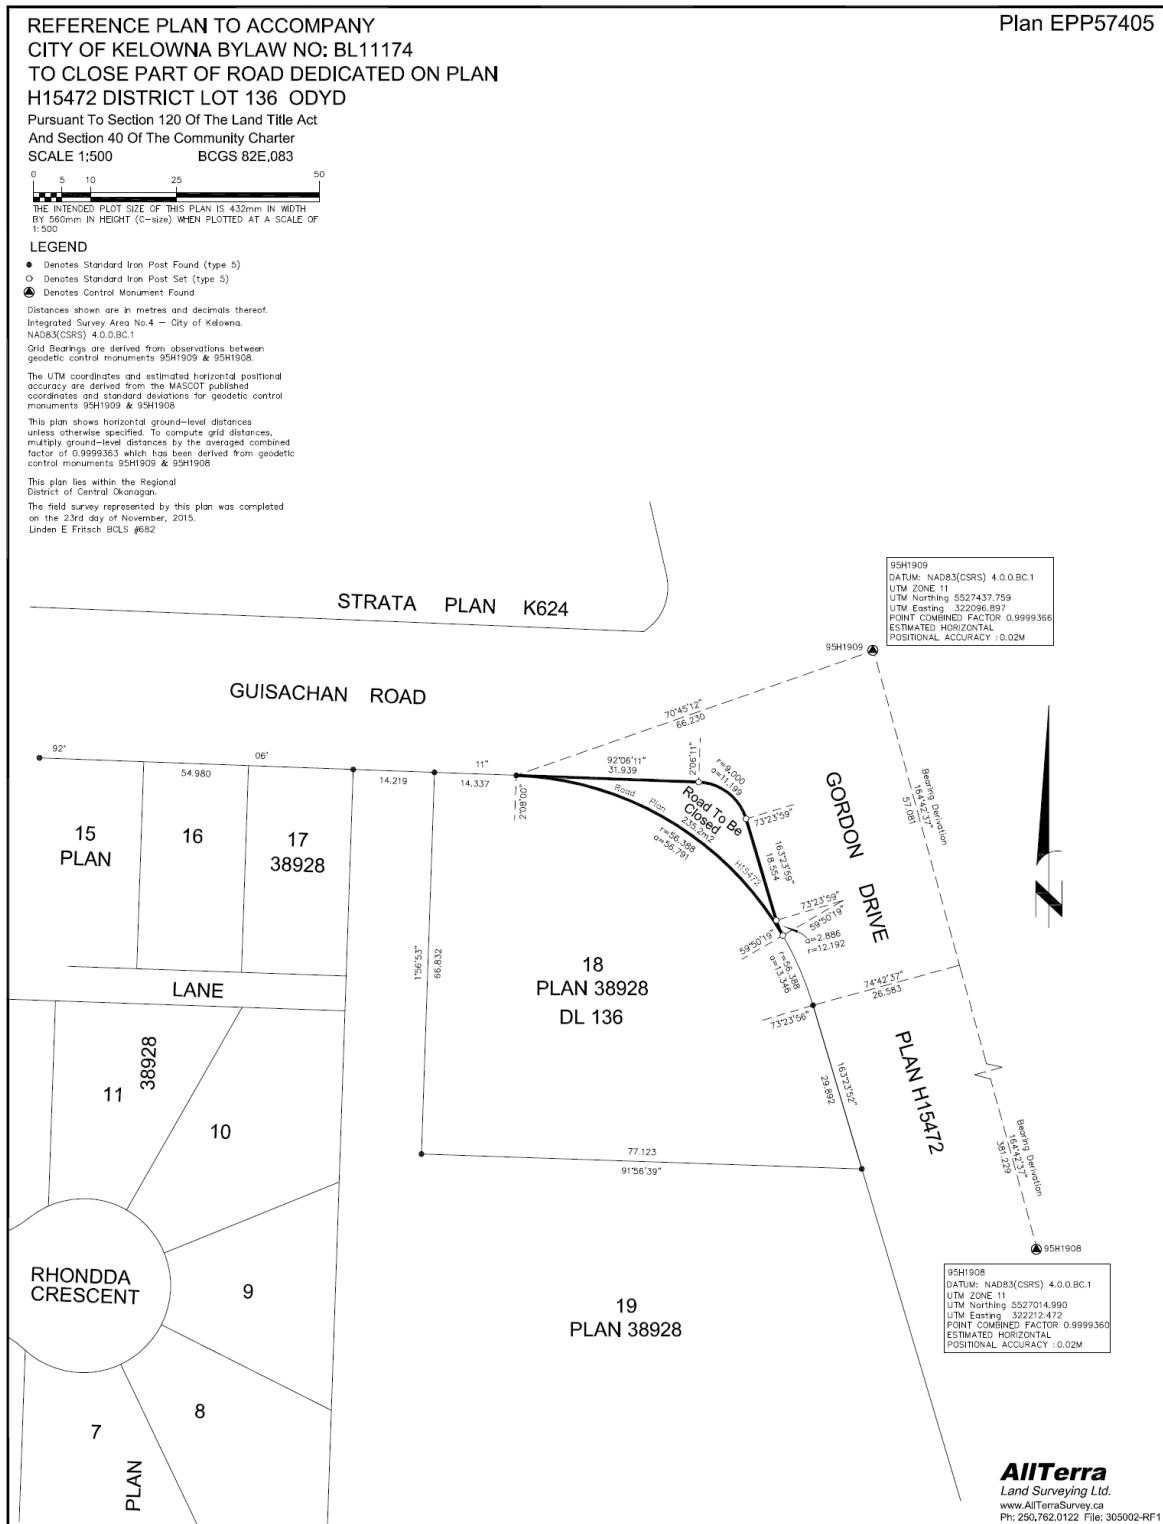 REFERENCE PLAN TO ACCOMPANY
CITY OF KELOWNA BYLAW NO: BL11174
TO CLOSE PART OF ROAD DEDICATED ON PLAN
H15472 DISTRICT LOT 136 ODYD
Pursuant To Section 120 Of The Land Title Act
And Section 40 Of The Community Charter
SCALE 1:500 BCGS 82E.083
Plan EPP57405
0 5 10 25 50
THE INTENDED PLOT SIZE OF THIS PLAN IS 432mm IN WIDTH
BY 560mm IN HEIGHT (C-size) WHEN PLOTTED AT A SCALE OF
1:500
LEGEND
Denotes Standard Iron Post Found (type 5)
Denotes Standard Iron Post Set (type 5)
Denotes Control Monument Found
Distances shown are in metres and decimals thereof.
Integrated Survey Area No.4 – City of Kelowna.
NAD83(CSRS) 4.0.0.BC.1
Grid Bearings are derived from observations between
geodetic control monuments 95H1909 & 95H1908.
The UTM coordinates and estimated horizontal positional
accuracy are derived from the MASCOT published
coordinates and standard deviations for geodetic control
monuments 95H1909 & 95H1908
This plan shows horizontal ground-level distances
unless otherwise specified. To compute grid distances,
multiply ground-level distances by the averaged combined
factor of 0.9999363 which has been derived from geodetic
control monuments 95H1909 & 95H1908
This plan lies within the Regional
District of Central Okanagan.
The field survey represented by this plan was completed
on the 23rd day of November, 2015.
Linden E Fritsch BCLS #682
STRATA PLAN K624
95H1909
DATUM: NAD83(CSRS) 4.0.0.BC.1
UTM ZONE 11
UTM Northing 5527437.759
UTM Easting 322096.897
POINT COMBINED FACTOR 0.9999366
ESTIMATED HORIZONTAL
POSITIONAL ACCURACY : 0.02M
95H1909
GUISACHAN ROAD
70°45'12"
66.230
92° 06' 11"
54.980
14.219
14.337
2°08'00"
92°06'11"
31.939
2°06'11"
r=9.000
a=11.199
Road To Be
Closed
235.2m2
Road Plan H15472
r=56.388
a=56.791
73°23'59"
163°23'59"
18.554
73°23'59"
59°50'19"
59°50'19"
a=2.886
r=12.192
r=56.388
a=13.346
GORDON DRIVE
Bearing Derivation
164°42'37"
57.081
74°42'37"
26.583
73°23'56"
15
PLAN
16
17
38928
1°56'53"
66.832
18
PLAN 38928
DL 136
LANE
PLAN H15472
163°23'52"
29.892
11
38928
10
77.123
91°56'39"
Bearing Derivation
164°42'37"
381.229
95H1908
95H1908
DATUM: NAD83(CSRS) 4.0.0.BC.1
UTM ZONE 11
UTM Northing 5527014.990
UTM Easting 322212.472
POINT COMBINED FACTOR 0.9999360
ESTIMATED HORIZONTAL
POSITIONAL ACCURACY : 0.02M
RHONDDA
CRESCENT
9
19
PLAN 38928
8
7
PLAN
AllTerra
Land Surveying Ltd.
www.AllTerraSurvey.ca
Ph: 250.762.0122 File: 305002-RF1